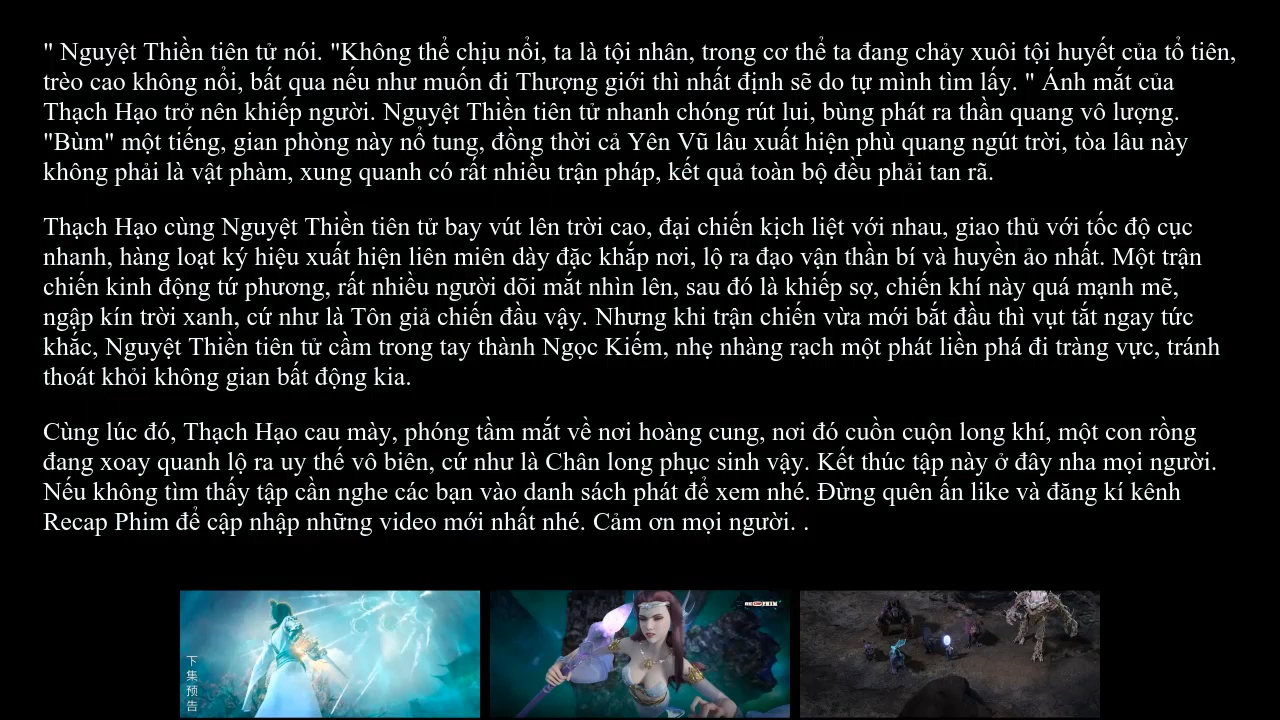 " Nguyệt Thiền tiên tử nói. "Không thể chịu nổi, ta là tội nhân, trong cơ thể ta đang chảy xuôi tội huyết của tổ tiên,
trèo cao không nổi, bất qua nếu như muốn đi Thượng giới thì nhất định sẽ do tự mình tìm lấy. " Ánh mắt của
Thạch Hạo trở nên khiếp người. Nguyệt Thiền tiên tử nhanh chóng rút lui, bùng phát ra thần quang vô lượng.
"Bùm" một tiếng, gian phòng này nổ tung, đồng thời cả Yên Vũ lâu xuất hiện phù quang ngút trời, tòa lâu này
không phải là vật phàm, xung quanh có rất nhiều trận pháp, kết quả toàn bộ đều phải tan rã.
Thạch Hạo cùng Nguyệt Thiền tiên tử bay vút lên trời cao, đại chiến kịch liệt với nhau, giao thủ với tốc độ cục
nhanh, hàng loạt ký hiệu xuất hiện liên miên dày đặc khắp nơi, lộ ra đạo vận thần bí và huyền ảo nhất. Một trận
chiến kinh động tứ phương, rất nhiều người dõi mắt nhìn lên, sau đó là khiếp sợ, chiến khí này quá mạnh mẽ,
ngập kín trời xanh, cứ như là Tôn giả chiến đầu vậy. Nhưng khi trận chiến vừa mới bắt đầu thì vụt tắt ngay tức
khắc, Nguyệt Thiền tiên tử cầm trong tay thành Ngọc Kiếm, nhẹ nhàng rạch một phát liền phá đi tràng vực, tránh
thoát khỏi không gian bất động kia.
Cùng lúc đó, Thạch Hạo cau mày, phóng tầm mắt về nơi hoàng cung, nơi đó cuồn cuộn long khí, một con rồng
đang xoay quanh lộ ra uy thế vô biên, cứ như là Chân long phục sinh vậy. Kết thúc tập này ở đây nha mọi người.
Nếu không tìm thấy tập cần nghe các bạn vào danh sách phát để xem nhé. Đừng quên ấn like và đăng kí kênh
Recap Phim để cập nhập những video mới nhất nhé. Cảm ơn mọi người. .
下集预告